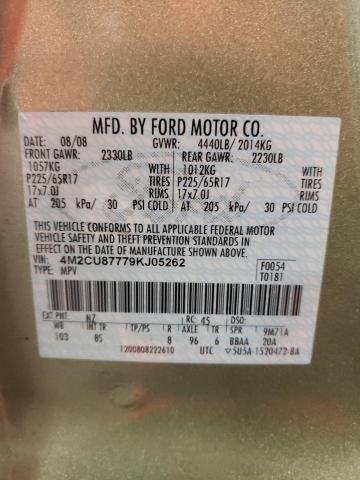 MFD. BY FORD MOTOR CO.
DATE: 08/08 GVWR: 4440LB/ 2014KG
FRONT GAWR: 2330LB REAR GAWR: 2230LB
1057KG 1012KG
P225/65R17 TIRES P225/65R17 TIRES
17x7.0J RIMS 17x7.0J RIMS
AT 205 kPa/ 30 PSI COLD AT 205 kPa/ 30 PSI COLD
THIS VEHICLE CONFORMS TO ALL APPLICABLE FEDERAL MOTOR
VEHICLE SAFETY AND THEFT PREVENTION STANDARDS IN EFFECT
ON THE DATE OF MANUFACTURE SHOWN ABOVE.
VIN: 4M2CU87779KJ05262 F0054
TYPE: MPV T0181
EXT PNT: NZ RC: 45 DSO:
WB INT TR TP/PS R AXLE TR SPR 9M71A
103 85 8 96 6 BBAA 20A
1200808222610 UTC ▽5U5A-1520472-BA